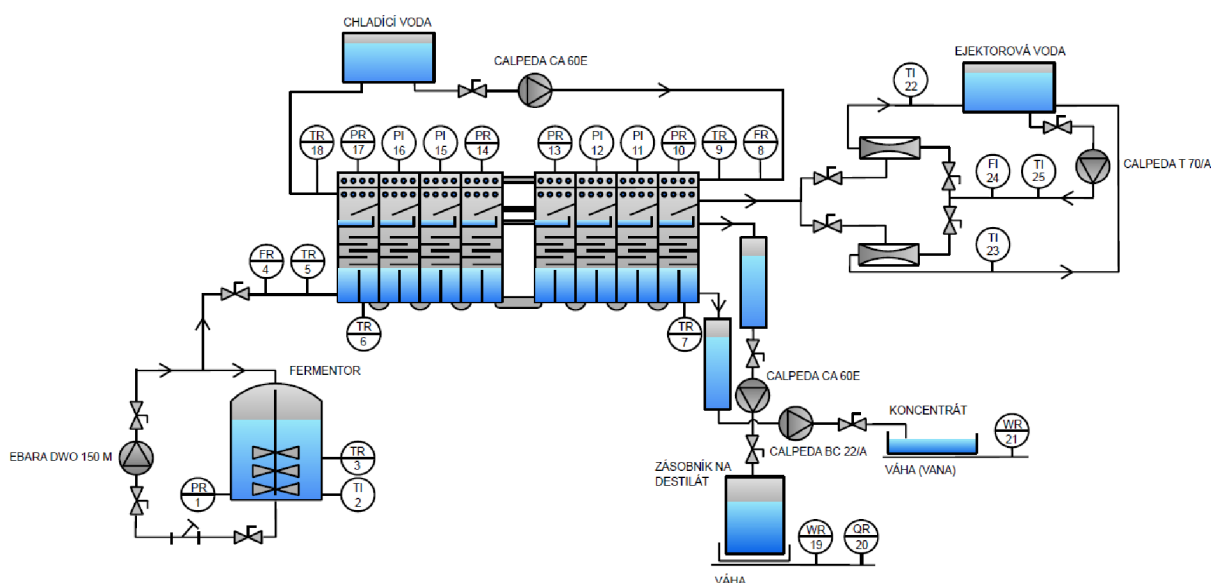 CHLADÍCÍ VODA
CALPEDA CA 60E
EJEKTOROVÁ VODA
TI
22
TR
18
PR
17
PI
16
PI
15
PR
14
PR
13
PI
12
PI
11
PR
10
TR
9
FR
8
CALPEDA T 70/A
FI
24
TI
25
TI
23
FR
4
TR
5
TR
6
TR
7
FERMENTOR
CALPEDA CA 60E
KONCENTRÁT
WR
21
EBARA DWO 150 M
TR
3
CALPEDA BC 22/A
VÁHA (VANA)
PR
1
TI
2
ZÁSOBNÍK NA
DESTILÁT
WR
19
QR
20
VÁHA